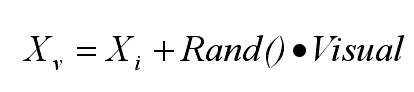 X_v = X_i + Rand()•Visual